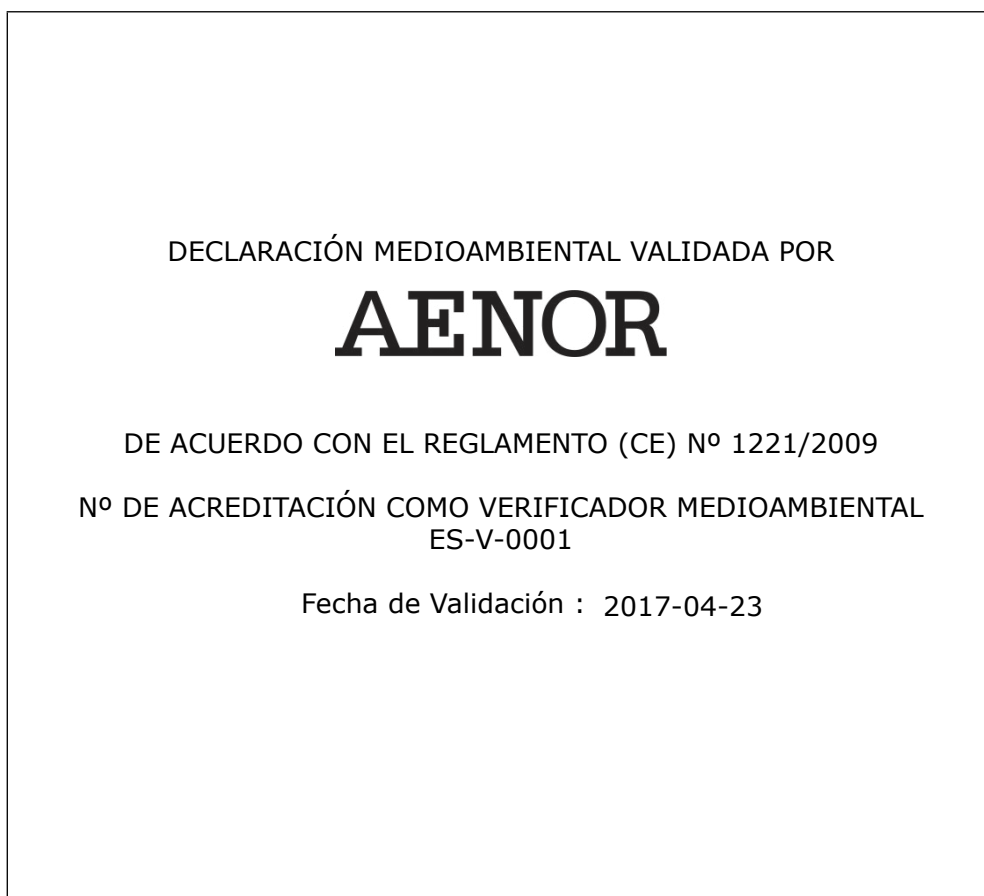 DECLARACIÓN MEDIOAMBIENTAL VALIDADA POR
AENOR
DE ACUERDO CON EL REGLAMENTO (CE) Nº 1221/2009
Nº DE ACREDITACIÓN COMO VERIFICADOR MEDIOAMBIENTAL
ES-V-0001
Fecha de Validación : 2017-04-23